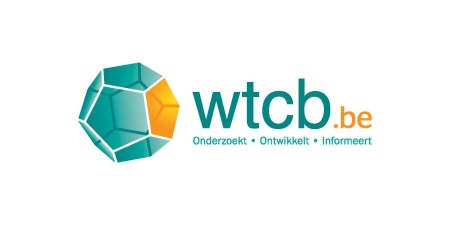 wtcb.be
Onderzoekt • Ontwikkelt • Informeert